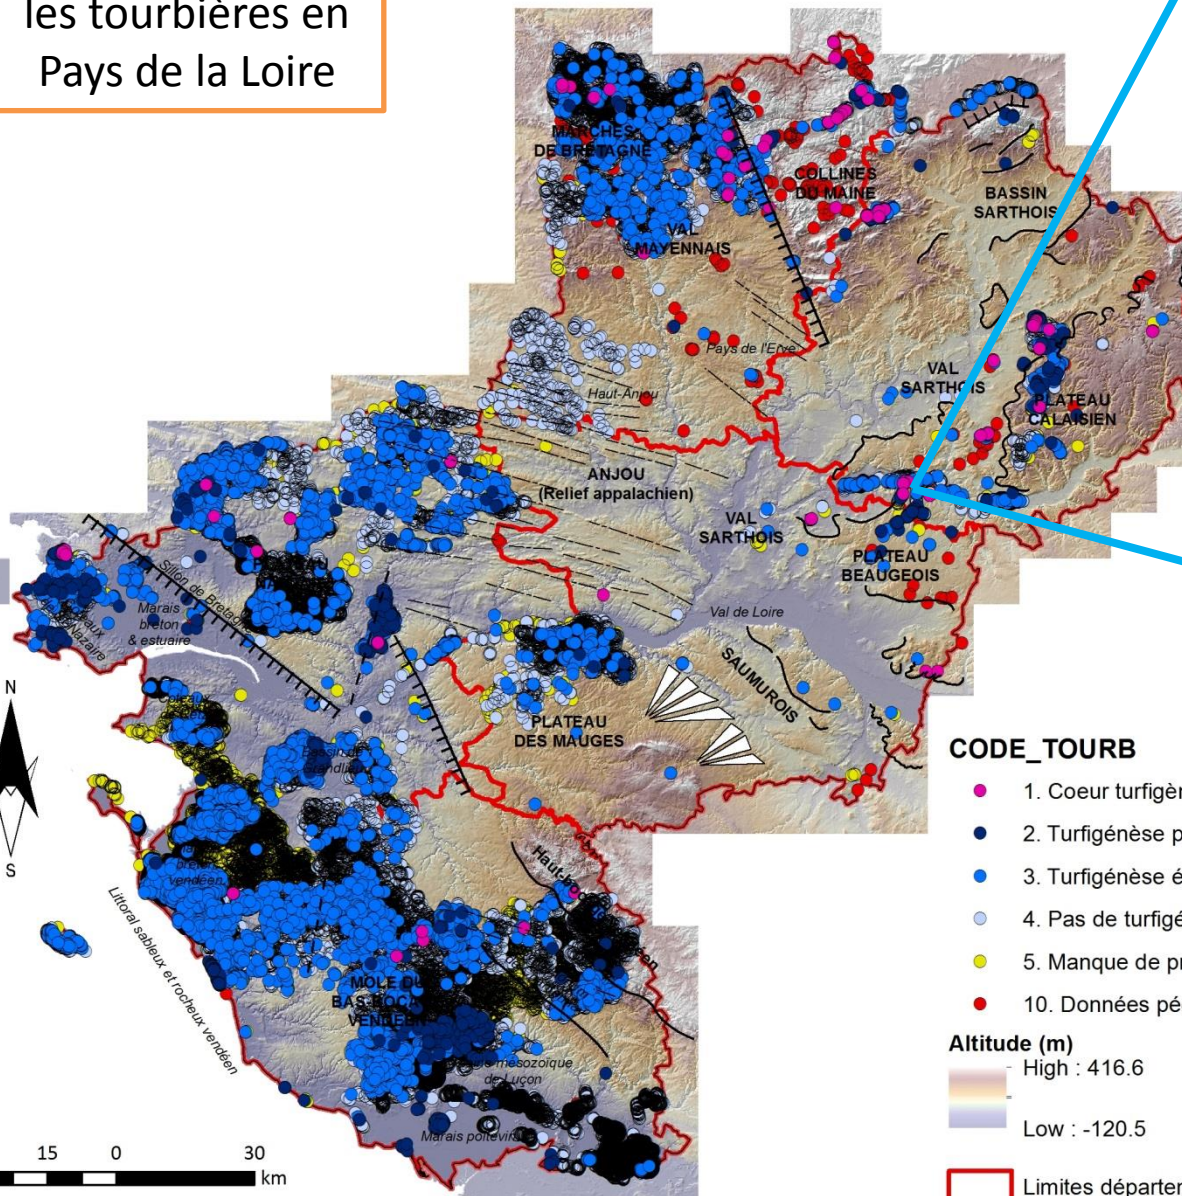 les tourbières en
Pays de la Loire
MARCHES
DE BRETAGNE
COLLINES
DU MAINE
BASSIN
SARTHOIS
VAL
MAYENNAIS
Pays de l'Erve
Haut-Anjou
VAL
SARTHOIS
PLATEAU
CALAISIEN
ANJOU
(Relief appalachien)
VAL
SARTHOIS
PLATEAU
BEAUGEOIS
Sillon de Bretagne
Marais
breton
& estuaire
Val de Loire
SAUMUROIS
PLATEAU
DES MAUGES
N
S
vendéen
Littoral sableux et rocheux vendéen
MOLE DU
BAS-BOCA
VENDÉEN
mésozoïque
de Luçon
Marais poitevin
15 0 30
km
CODE_TOURB
1. Coeur turfigèn
2. Turfigénèse p
3. Turfigénèse é
4. Pas de turfigé
5. Manque de pr
10. Données péd
Altitude (m)
High : 416.6
Low : -120.5
Limites départem